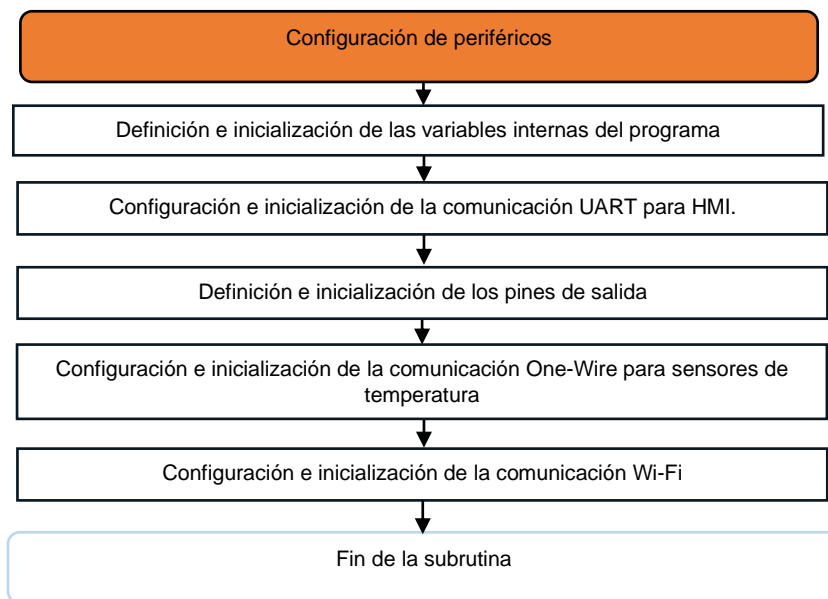 Configuración de periféricos
Definición e inicialización de las variables internas del programa
Configuración e inicialización de la comunicación UART para HMI.
Definición e inicialización de los pines de salida
Configuración e inicialización de la comunicación One-Wire para sensores de
temperatura
Configuración e inicialización de la comunicación Wi-Fi
Fin de la subrutina